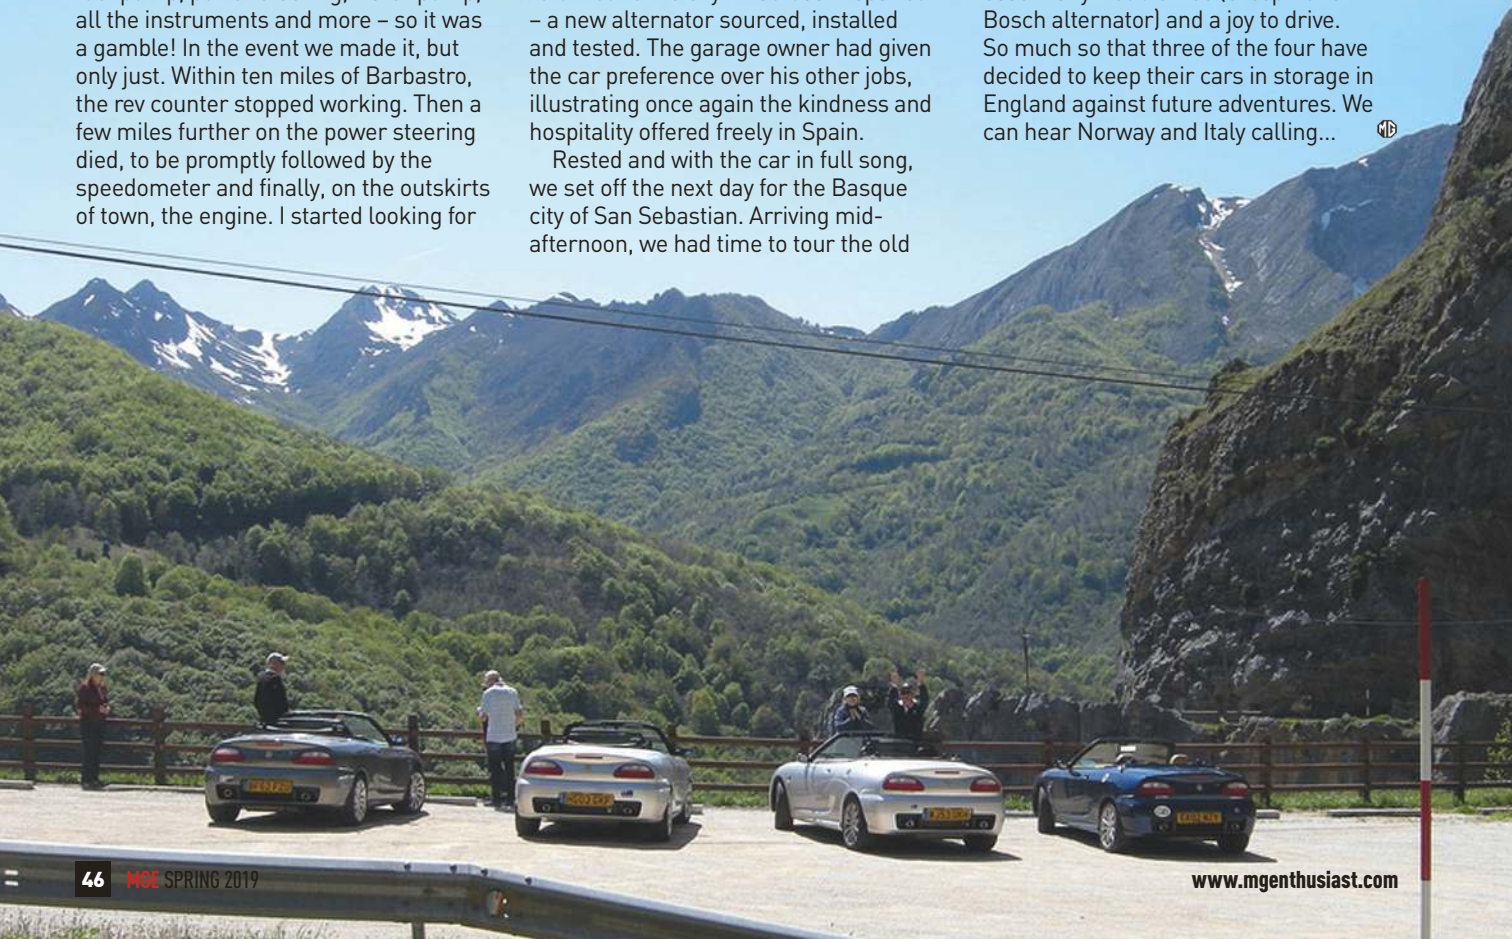 all the instruments and more – so it was
a gamble! In the event we made it, but
only just. Within ten miles of Barbastro,
the rev counter stopped working. Then a
few miles further on the power steering
died, to be promptly followed by the
speedometer and finally, on the outskirts
of town, the engine. I started looking for
– a new alternator sourced, installed
and tested. The garage owner had given
the car preference over his other jobs,
illustrating once again the kindness and
hospitality offered freely in Spain.
Rested and with the car in full song,
we set off the next day for the Basque
city of San Sebastian. Arriving mid-
afternoon, we had time to tour the old
Bosch alternator) and a joy to drive.
So much so that three of the four have
decided to keep their cars in storage in
England against future adventures. We
can hear Norway and Italy calling...
MG
46 MGE SPRING 2019
www.mgenthusiast.com